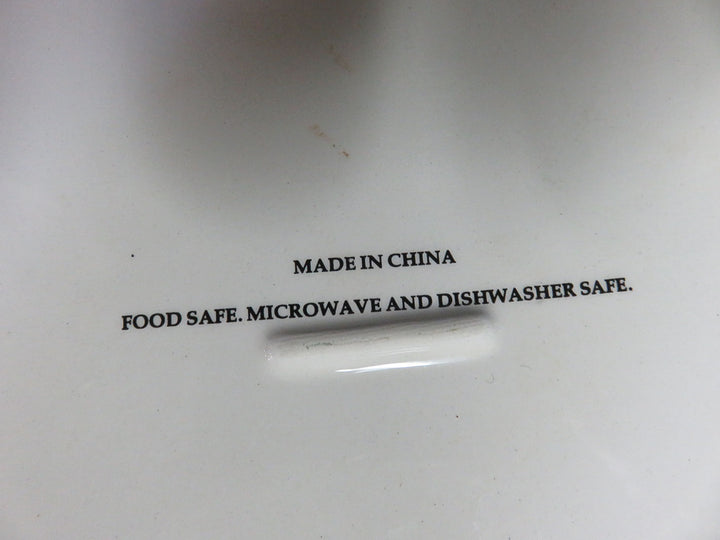 MADE IN CHINA
FOOD SAFE. MICROWAVE AND DISHWASHER SAFE.